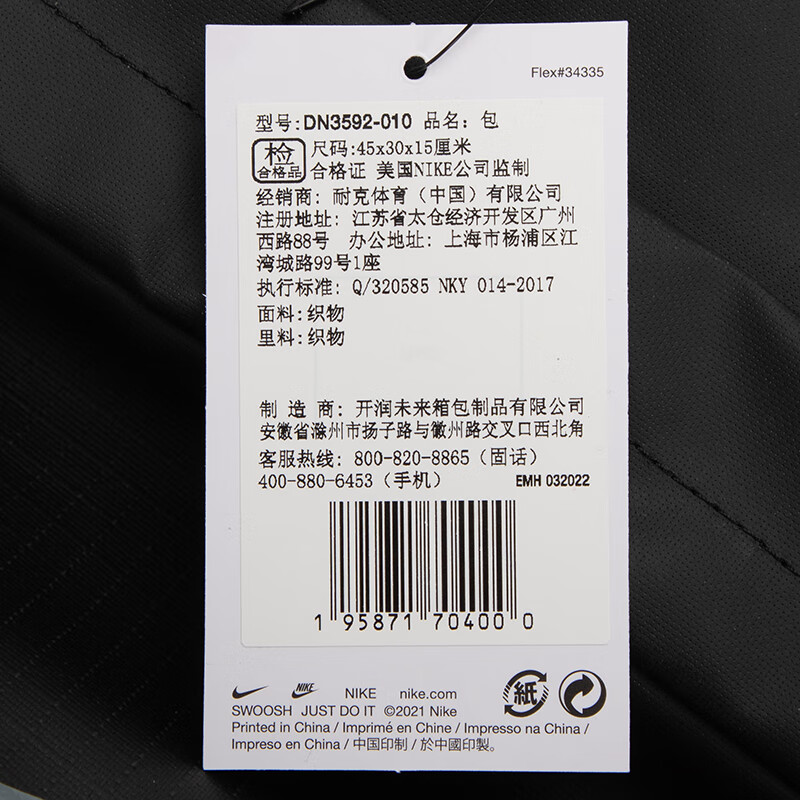 Flex#34335
型号:DN3592-010 品名: 包
检
合格品
尺码:45x30x15厘米
合格证 美国NIKE公司监制
经销商: 耐克体育（中国）有限公司
注册地址: 江苏省太仓经济开发区广州
西路88号 办公地址: 上海市杨浦区江
湾城路99号1座
执行标准: Q/320585 NKY 014-2017
面料:织物
里料:织物
制 造 商: 开润未来箱包制品有限公司
安徽省滁州市扬子路与徽州路交叉口西北角
客服热线: 800-820-8865（固话）
400-880-6453（手机）
EMH 032022
1 95871 70400 0
NIKE NIKE nike.com
紙
SWOOSH JUST DO IT ©2021 Nike
Printed in China / Imprimé en Chine / Impresso na China /
Impreso en China / 中国印制 / 於中國印製。